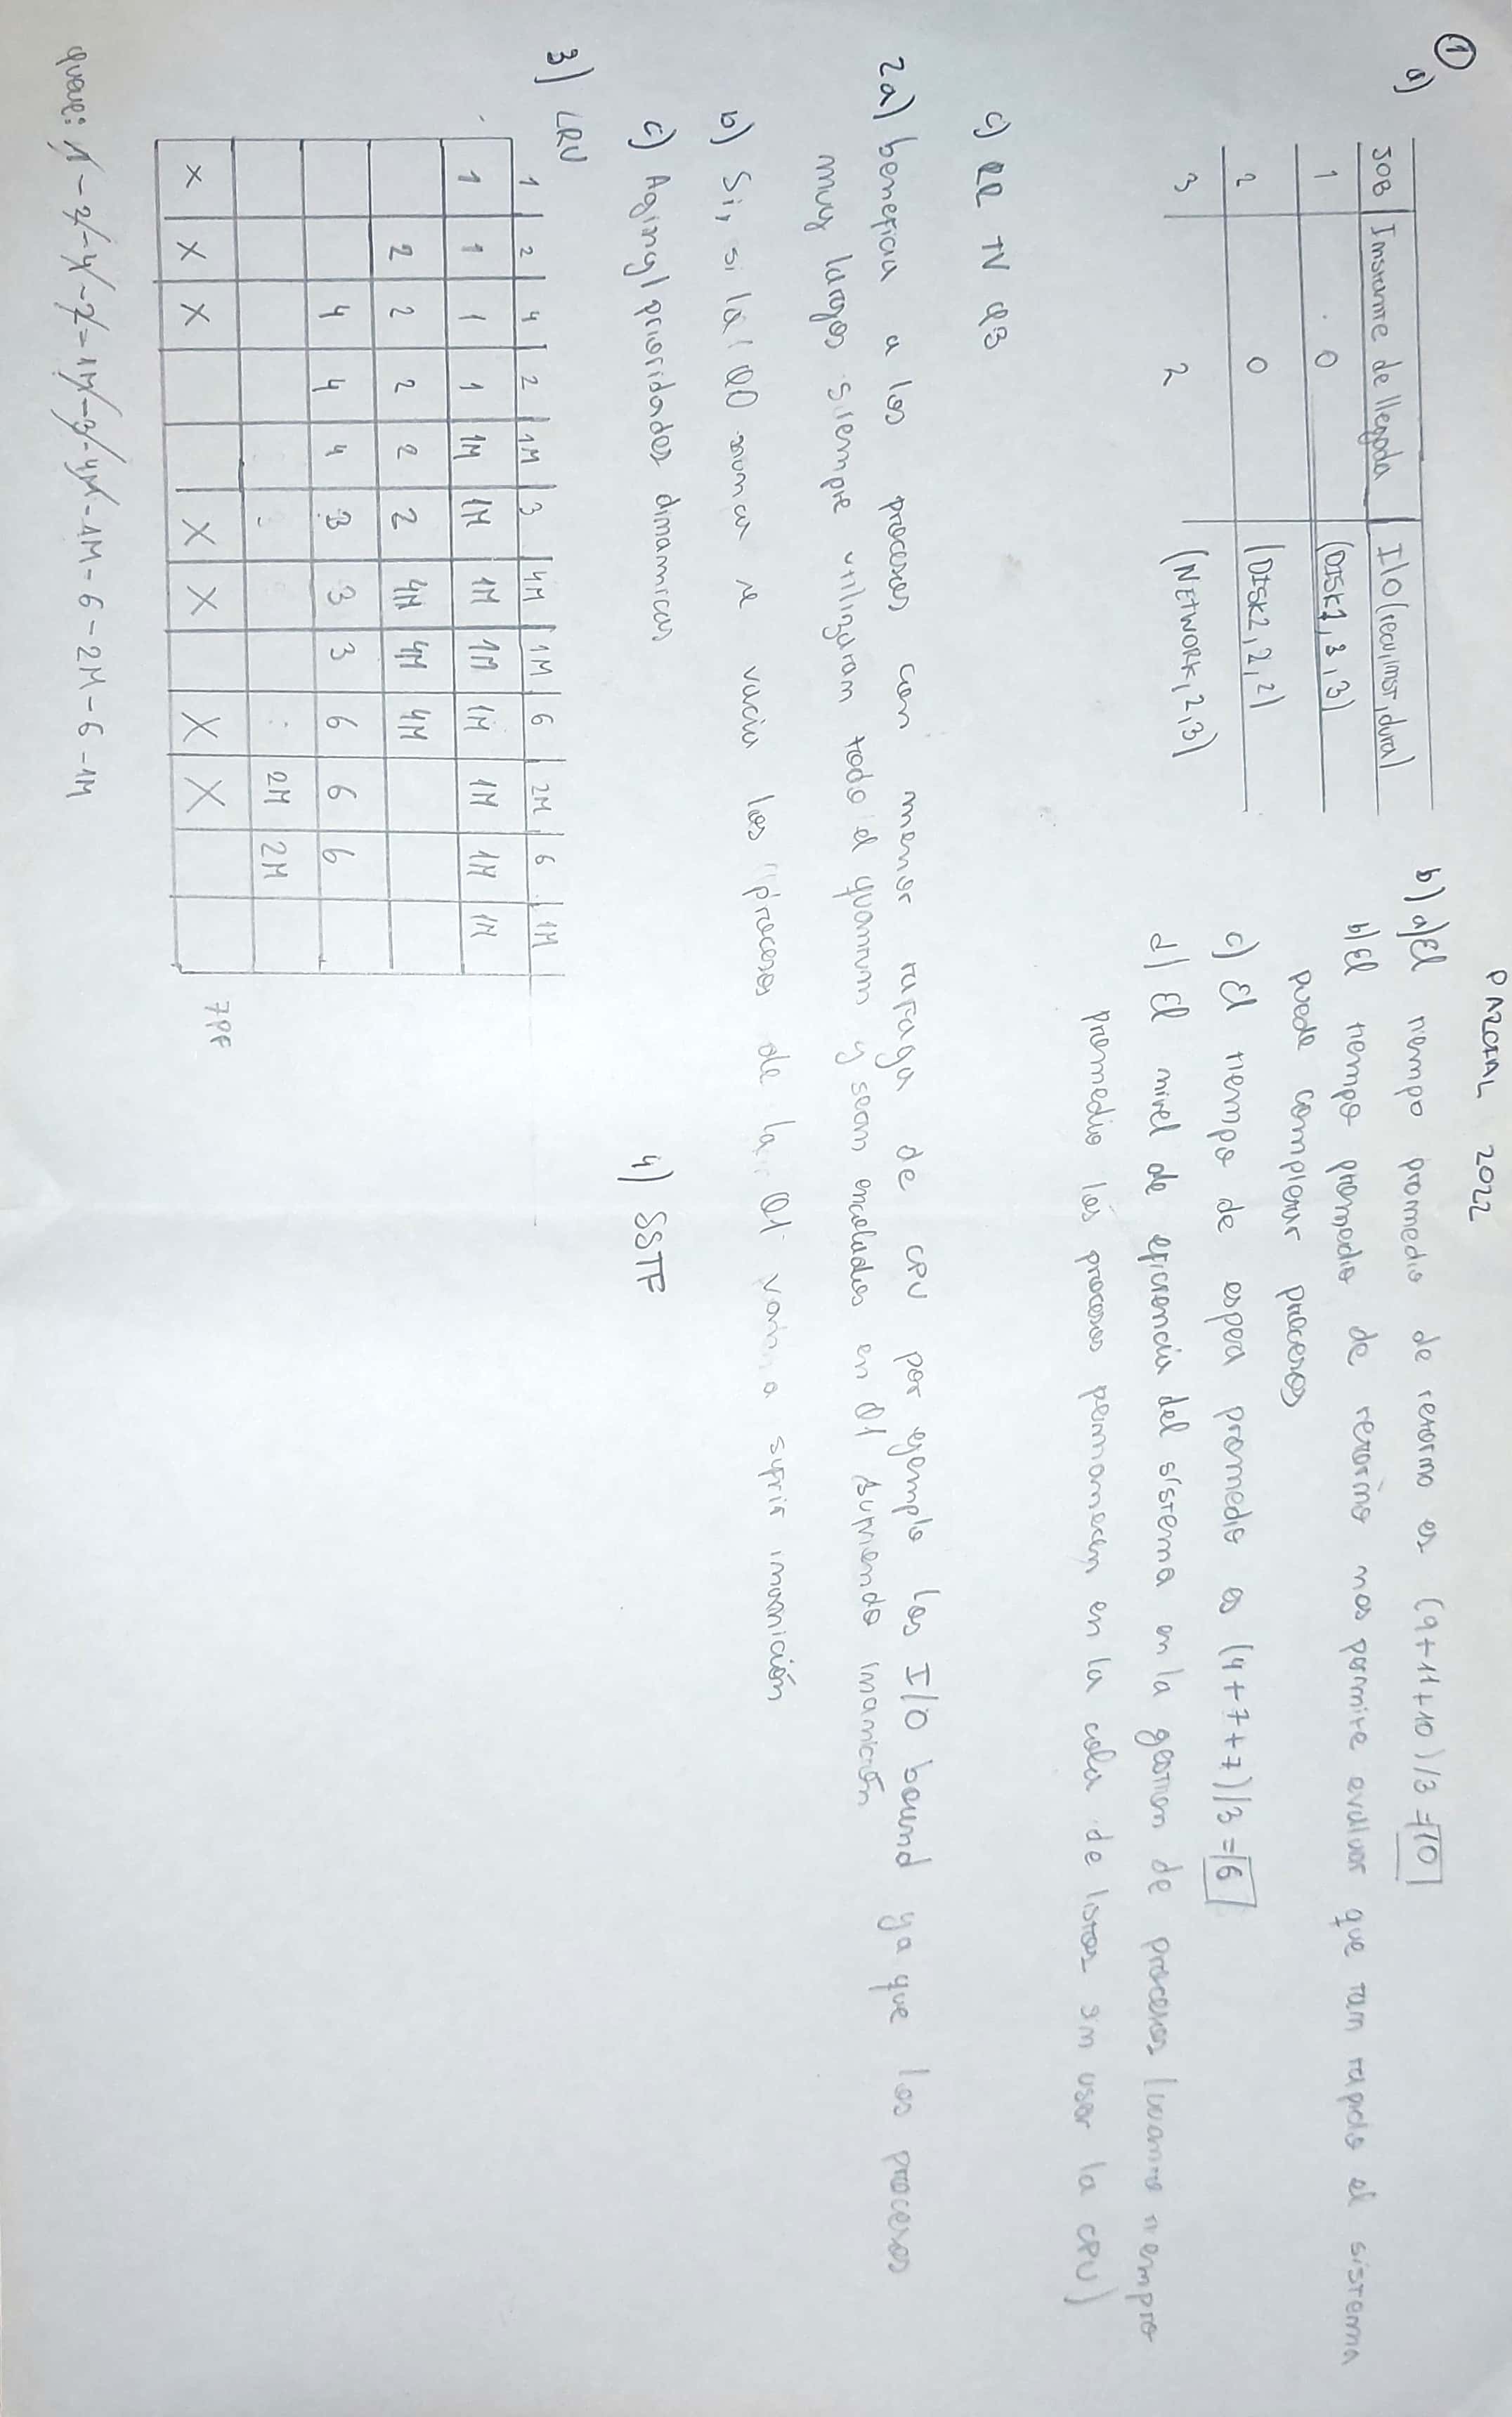 PARCIAL 2022
① a)
JOB | Instante de llegada | I/O (recu, inst, dura)
1 | 0 | (DISK1, 3, 3)
2 | 0 | (DISK2, 2, 2)
3 | 2 | (NETWORK, 2, 3)
b) a) El tiempo promedio de retorno es (9+11+10)/3 = 10
b) El tiempo promedio de retorno nos permite evaluar que tan rapido el sistema
puede completar procesos
c) El tiempo de espera promedio es (4+7+7)/3 = 6
d) El nivel de eficiencia del sistema en la gestion de procesos (cuanto tiempo
promedio los procesos permanecen en la cola de listos sin usar la CPU)
c) RR TV Q3
2a) beneficia a los procesos con menor rafaga de CPU por ejemplo los I/O bound ya que los procesos
muy largos siempre utilizaran todo el quantum y sean encolados en Q1 sufriendo inanición
b) Si, si la Q0 nunca se vacia los procesos de la Q1 van a sufrir inanición
c) Aging/ prioridades dinamicas
3) LRU
1 | 2 | 4 | 2 | 1M | 3 | 4M | 1M | 6 | 2M | 6 | 1M
1 | 1 | 1 | 1 | 1M | 1M | 1M | 1M | 1M | 1M | 1M | 1M
2 | 2 | 2 | 2 | 2 | 4M | 4M | 4M
4 | 4 | 4 | 3 | 3 | 3 | 6 | 6 | 6
2M | 2M
X | X | X | X | X | X | X
7PF
queue: 1 - 2 - 4 - 2 - 1M - 3 - 4M - 1M - 6 - 2M - 6 - 1M
4) SSTF